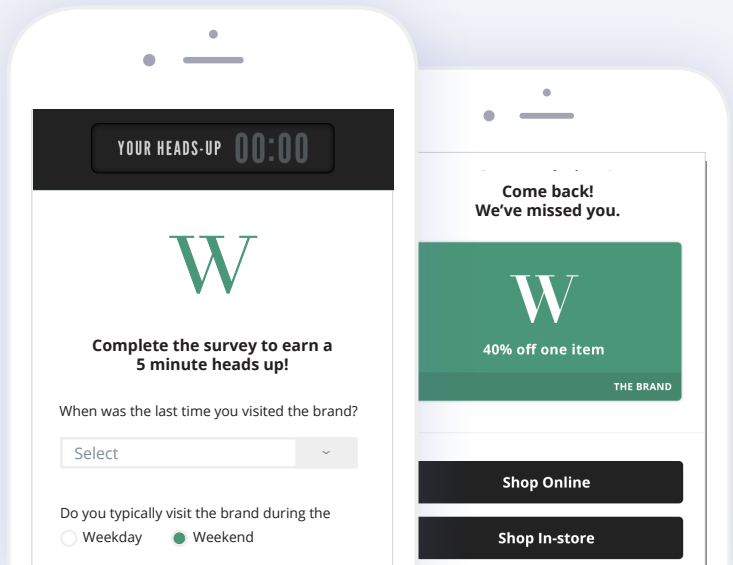 YOUR HEADS-UP 00:00
W
Complete the survey to earn a
5 minute heads up!
When was the last time you visited the brand?
Select
Do you typically visit the brand during the
Weekday Weekend
Come back!
We’ve missed you.
W
40% off one item
THE BRAND
Shop Online
Shop In-store